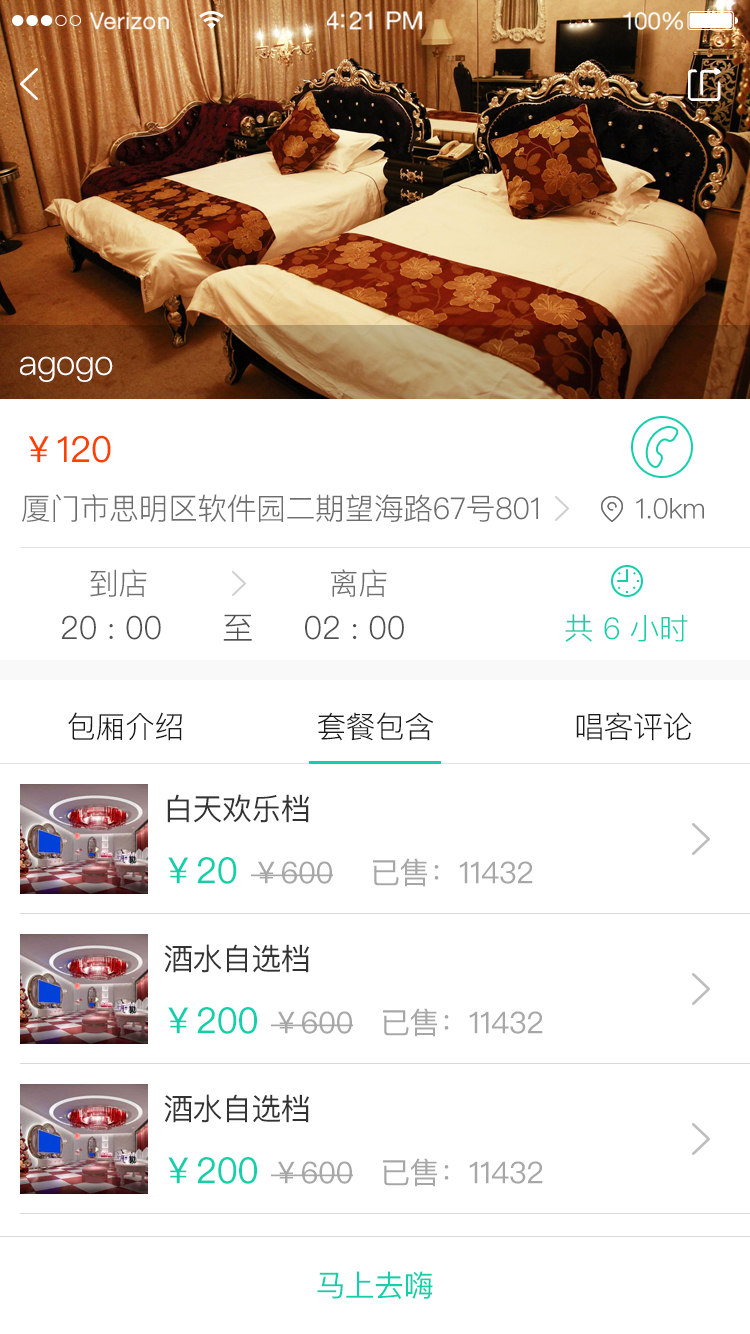 Verizon 4:21 PM 100%
agogo
¥120
厦门市思明区软件园二期望海路67号801 1.0km
到店 离店
20 : 00 至 02 : 00 共 6 小时
包厢介绍 套餐包含 唱客评论
白天欢乐档
¥20 ¥600 已售：11432
酒水自选档
¥200 ¥600 已售：11432
酒水自选档
¥200 ¥600 已售：11432
马上去嗨